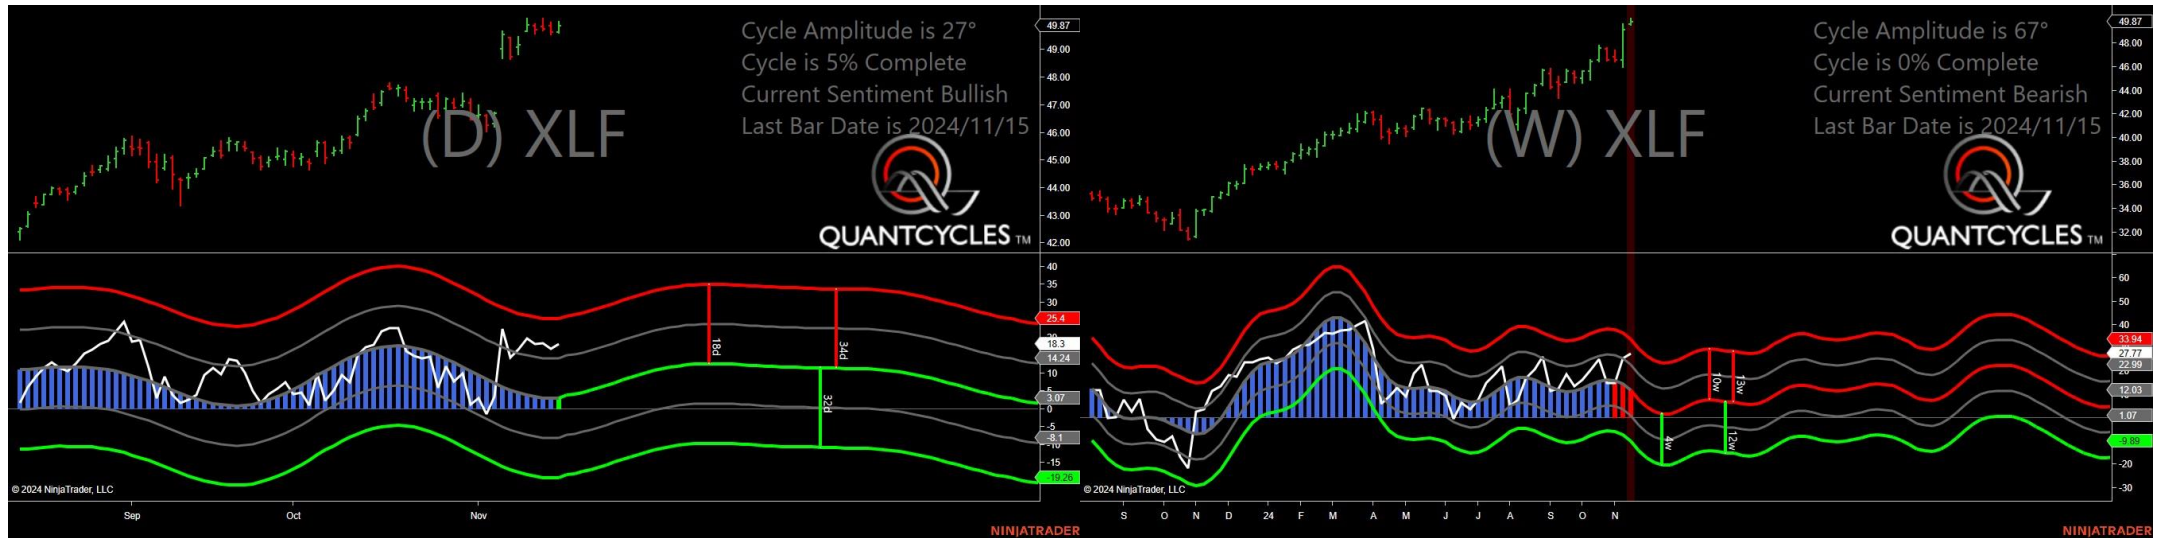 Cycle Amplitude is 27°
Cycle is 5% Complete
Current Sentiment Bullish
Last Bar Date is 2024/11/15
(D) XLF
QUANTCYCLES TM
49.87
49.00
48.00
47.00
46.00
45.00
44.00
43.00
42.00
40
35
30
25.4
18.3
14.24
10
5
3.07
0
-5
-8.1
-15
-19.26
18d
34d
32d
© 2024 NinjaTrader, LLC
Sep
Oct
Nov
NINJATRADER
Cycle Amplitude is 67°
Cycle is 0% Complete
Current Sentiment Bearish
Last Bar Date is 2024/11/15
(W) XLF
QUANTCYCLES TM
49.87
48.00
46.00
44.00
42.00
40.00
38.00
36.00
34.00
32.00
60
50
40
33.94
27.77
22.99
12.03
1.07
-9.89
-20
-30
10w
13w
4w
12w
© 2024 NinjaTrader, LLC
S
O
N
D
24
F
M
A
M
J
J
A
S
O
N
NINJATRADER